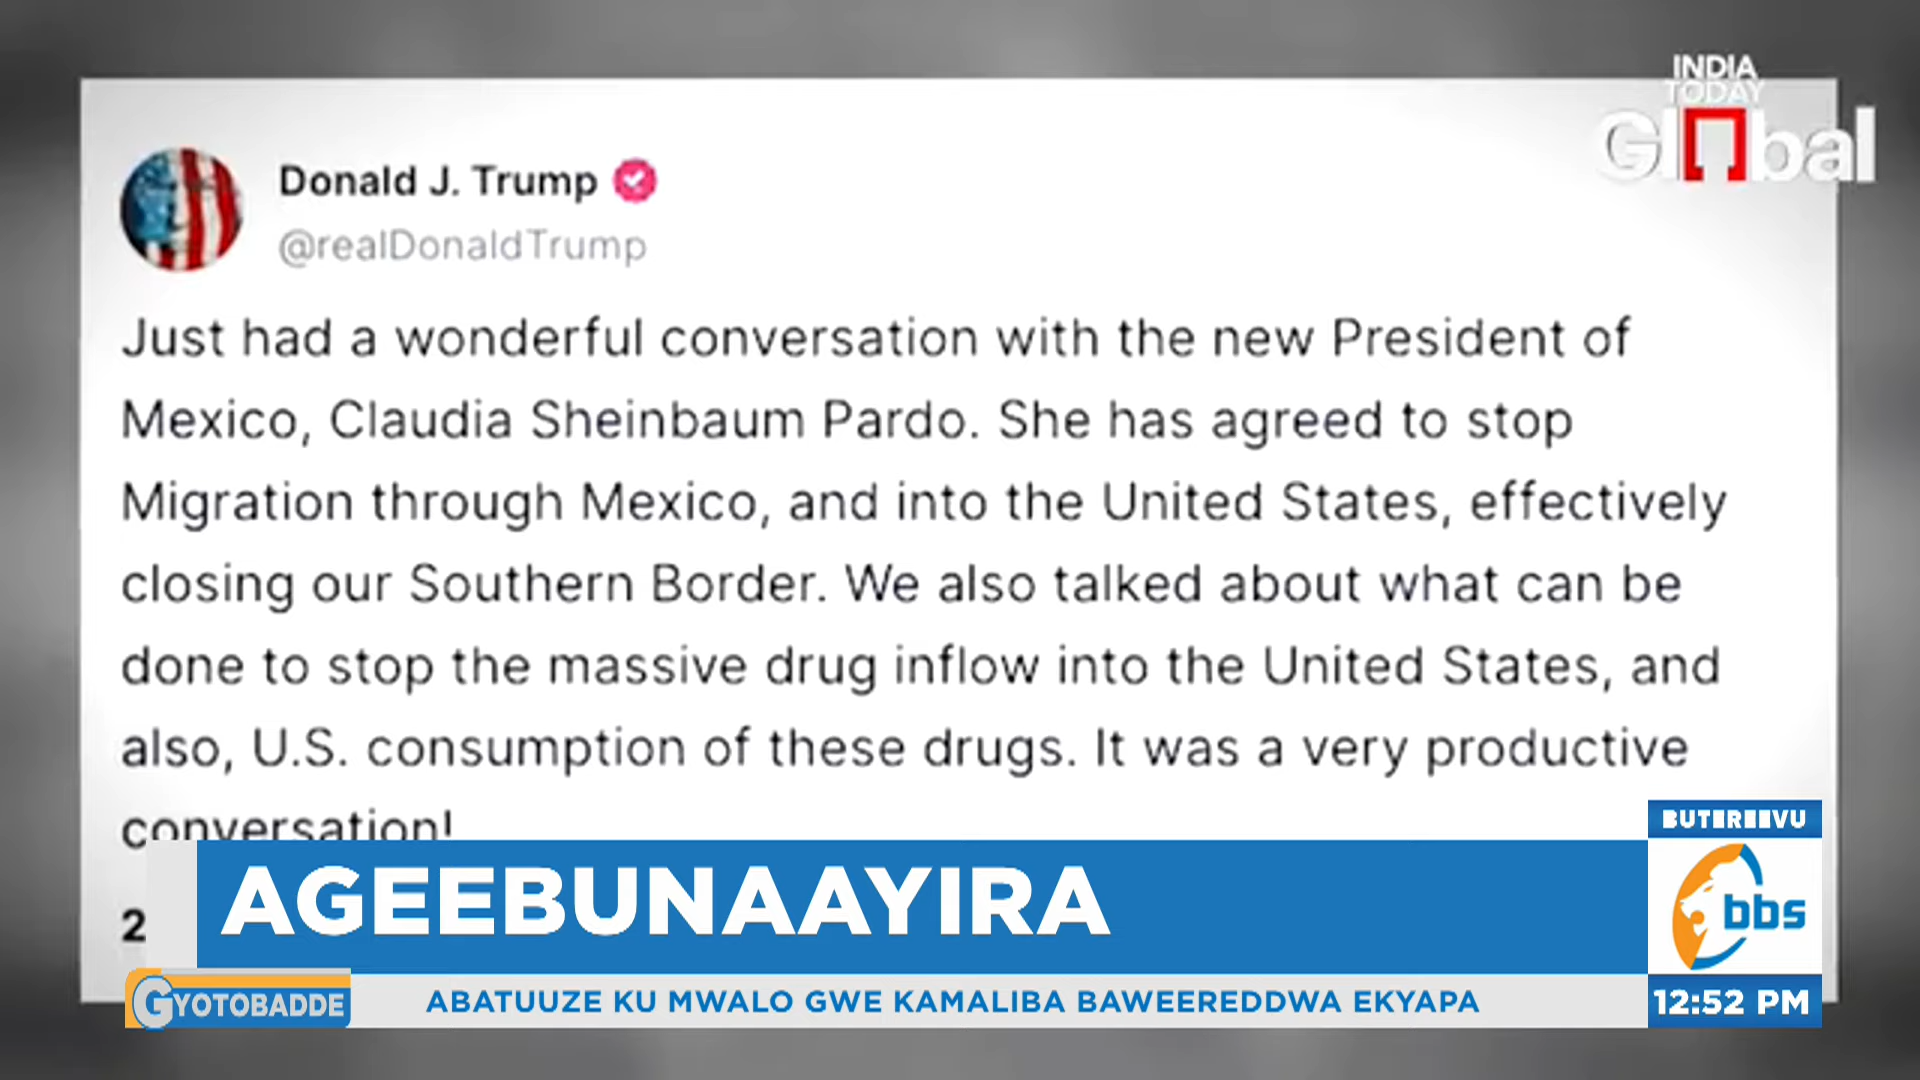 INDIA
TODAY
Global
Donald J. Trump
@realDonaldTrump
Just had a wonderful conversation with the new President of
Mexico, Claudia Sheinbaum Pardo. She has agreed to stop
Migration through Mexico, and into the United States, effectively
closing our Southern Border. We also talked about what can be
done to stop the massive drug inflow into the United States, and
also, U.S. consumption of these drugs. It was a very productive
conversation!
2
BUTEREEVU
AGEEBUNAAYIRA
bbs
GYOTOBADDE
ABATUUZE KU MWALO GWE KAMALIBA BAWEEREDDWA EKYAPA
12:52 PM